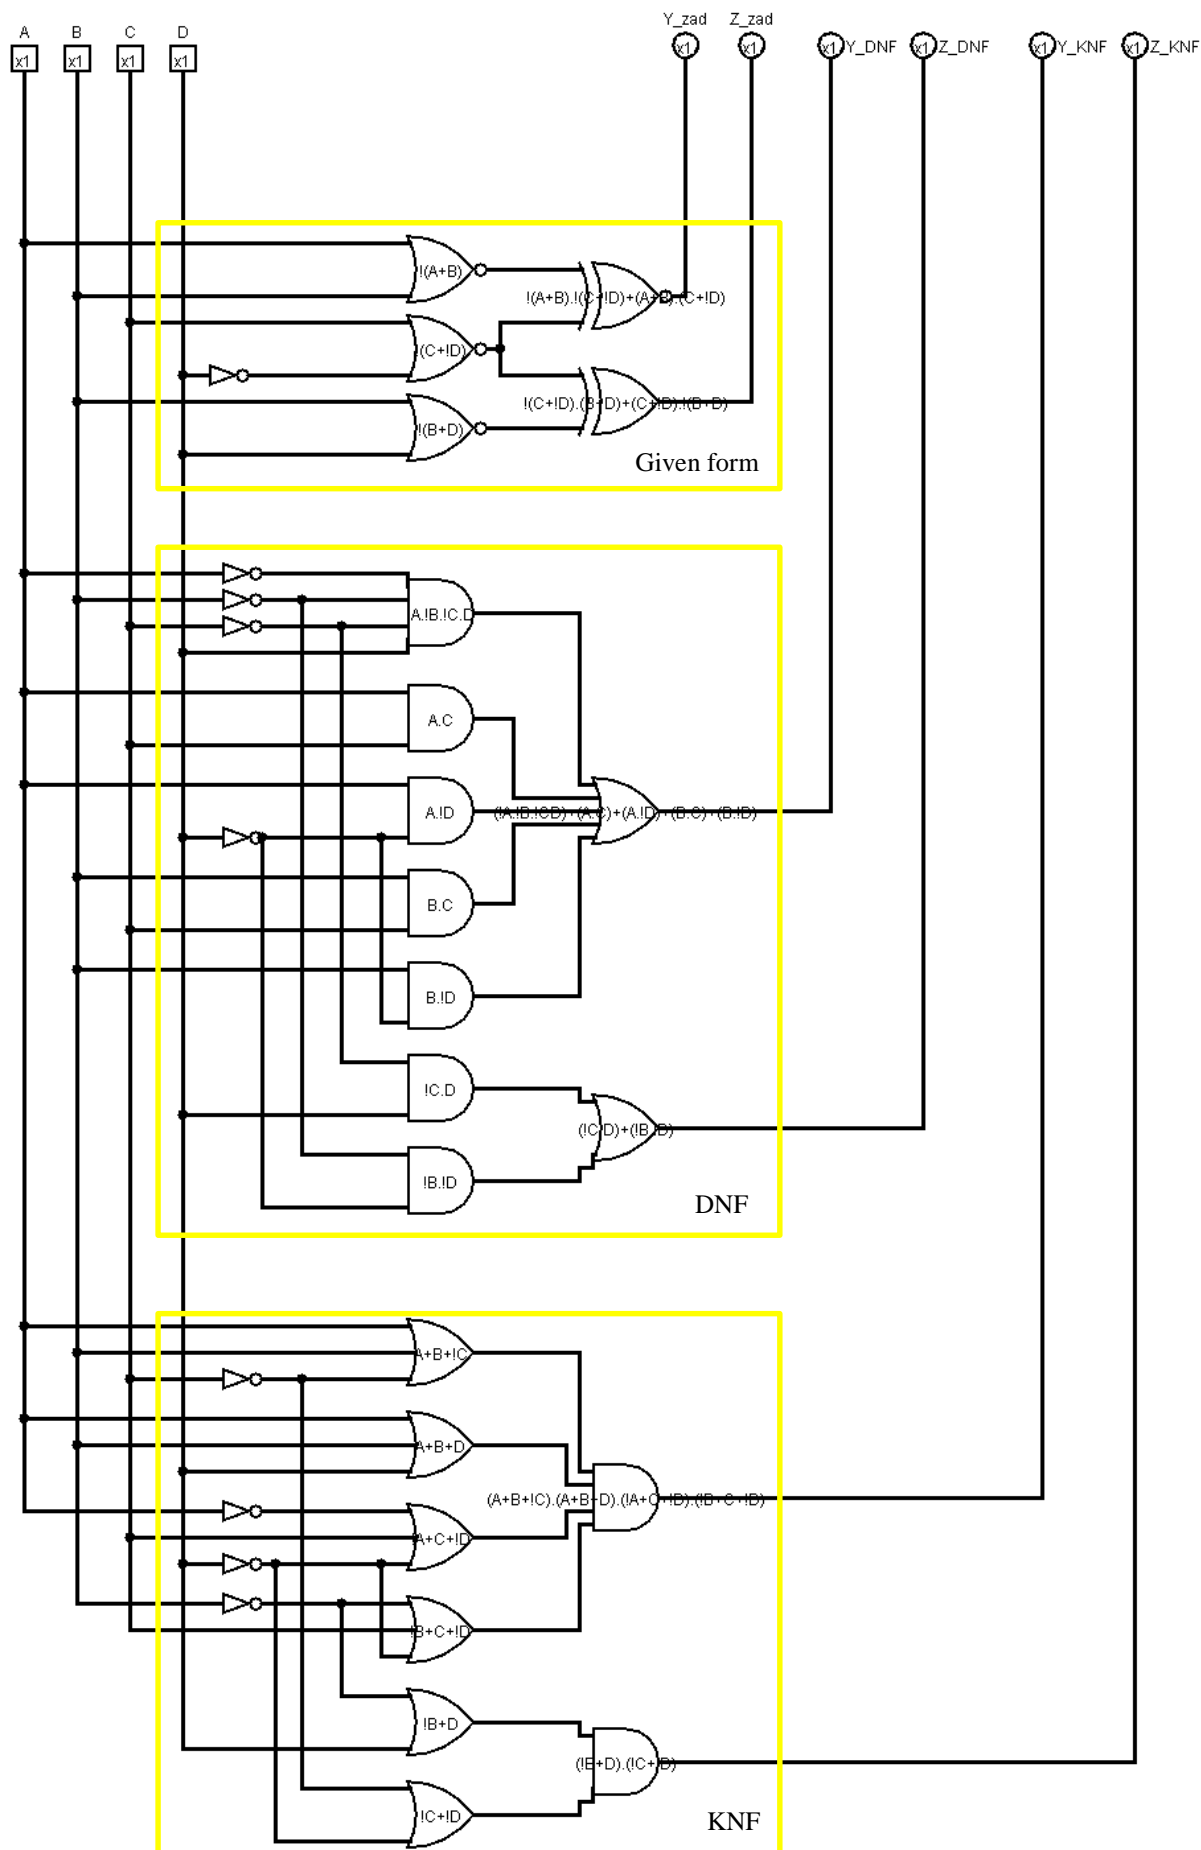 A B C D Y_zad Z_zad
x1 x1 x1 x1 x1 x1 x1 Y_DNF x1 Z_DNF x1 Y_KNF x1 Z_KNF
!(A+B)
!(A+B).!(C+!D)+(A+B).(C+!D)
!(C+!D)
!(C+!D).(B+D)+(C+!D).!(B+D)
!(B+D)
Given form
A.!B.!C.D
A.C
A.!D
(!A.!B.!CD)+(A.C)+(A.!D)+(B.C)+(B.!D)
B.C
B.!D
!C.D
(!C.D)+(!B.!D)
!B.!D
DNF
A+B+!C
A+B+D
(A+B+!C).(A+B+D).(!A+C+!D).(!B+C+!D)
!A+C+!D
!B+C+!D
!B+D
(!B+D).(!C+!D)
!C+!D
KNF